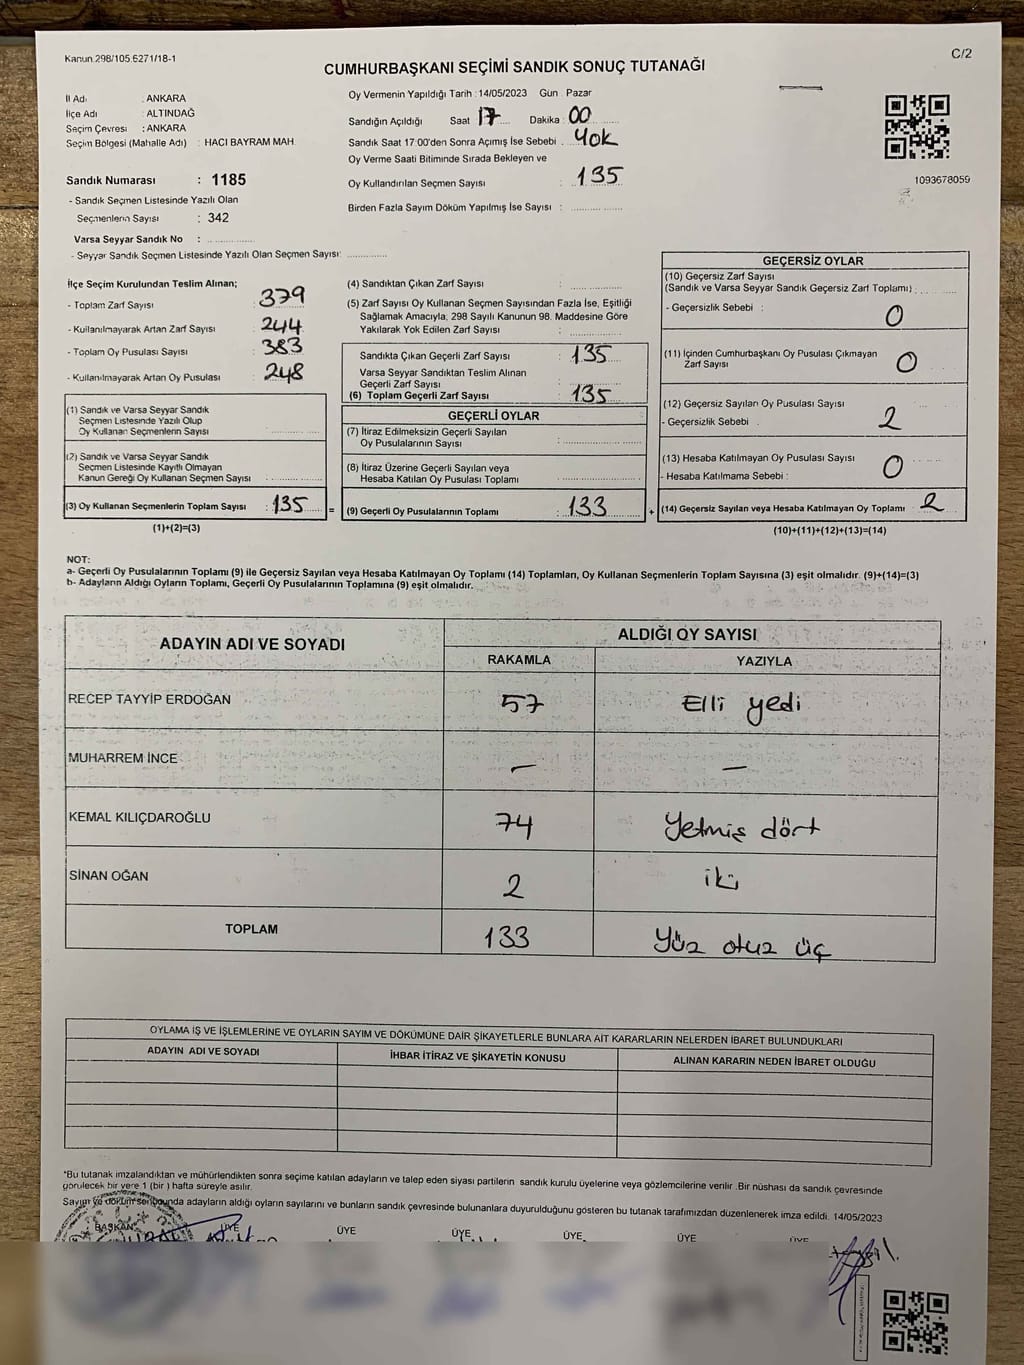 Kanun.298/105.6271/18-1
C/2
CUMHURBAŞKANI SEÇİMİ SANDIK SONUÇ TUTANAĞI
İl Adı : ANKARA
İlçe Adı : ALTINDAĞ
Seçim Çevresi : ANKARA
Seçim Bölgesi (Mahalle Adı) : HACI BAYRAM MAH.
Oy Vermenin Yapıldığı Tarih : 14/05/2023 Gün : Pazar
Sandığın Açıldığı Saat 17 Dakika : 00
Sandık Saat 17:00'den Sonra Açımış İse Sebebi : YOK
Oy Verme Saati Bitiminde Sırada Bekleyen ve
Oy Kullandırılan Seçmen Sayısı : 135
Birden Fazla Sayım Döküm Yapılmış İse Sayısı :
1093678059
Sandık Numarası : 1185
- Sandık Seçmen Listesinde Yazılı Olan
Seçmenlerin Sayısı : 342
Varsa Seyyar Sandık No :
- Seyyar Sandık Seçmen Listesinde Yazılı Olan Seçmen Sayısı:
İlçe Seçim Kurulundan Teslim Alınan;
- Toplam Zarf Sayısı : 379
- Kullanılmayarak Artan Zarf Sayısı : 244
- Toplam Oy Pusulası Sayısı : 383
- Kullanılmayarak Artan Oy Pusulası : 248
(1) Sandık ve Varsa Seyyar Sandık
Seçmen Listesinde Yazılı Olup
Oy Kullanan Seçmenlerin Sayısı
(2) Sandık ve Varsa Seyyar Sandık
Seçmen Listesinde Kayıtlı Olmayan
Kanun Gereği Oy Kullanan Seçmen Sayısı
(3) Oy Kullanan Seçmenlerin Toplam Sayısı : 135 =
(1)+(2)=(3)
(4) Sandıktan Çıkan Zarf Sayısı :
(5) Zarf Sayısı Oy Kullanan Seçmen Sayısından Fazla İse, Eşitliği
Sağlamak Amacıyla, 298 Sayılı Kanunun 98. Maddesine Göre
Yakılarak Yok Edilen Zarf Sayısı :
Sandıkta Çıkan Geçerli Zarf Sayısı : 135
Varsa Seyyar Sandıktan Teslim Alınan
Geçerli Zarf Sayısı :
(6) Toplam Geçerli Zarf Sayısı : 135
GEÇERLİ OYLAR
(7) İtiraz Edilmeksizin Geçerli Sayılan
Oy Pusulalarının Sayısı :
(8) İtiraz Üzerine Geçerli Sayılan veya
Hesaba Katılan Oy Pusulası Toplamı :
(9) Geçerli Oy Pusulalarının Toplamı : 133 +
GEÇERSİZ OYLAR
(10) Geçersiz Zarf Sayısı
(Sandık ve Varsa Seyyar Sandık Geçersiz Zarf Toplamı) :
- Geçersizlik Sebebi : 0
(11) İçinden Cumhurbaşkanı Oy Pusulası Çıkmayan
Zarf Sayısı 0
(12) Geçersiz Sayılan Oy Pusulası Sayısı
- Geçersizlik Sebebi : 2
(13) Hesaba Katılmayan Oy Pusulası Sayısı
- Hesaba Katılmama Sebebi : 0
(14) Geçersiz Sayılan veya Hesaba Katılmayan Oy Toplamı : 2
(10)+(11)+(12)+(13)=(14)
NOT:
a- Geçerli Oy Pusulalarının Toplamı (9) ile Geçersiz Sayılan veya Hesaba Katılmayan Oy Toplamı (14) Toplamları, Oy Kullanan Seçmenlerin Toplam Sayısına (3) eşit olmalıdır. (9)+(14)=(3)
b- Adayların Aldığı Oyların Toplamı, Geçerli Oy Pusulalarının Toplamına (9) eşit olmalıdır.
ADAYIN ADI VE SOYADI
ALDIĞI OY SAYISI
RAKAMLA YAZIYLA
RECEP TAYYİP ERDOĞAN 57 Elli yedi
MUHARREM İNCE — —
KEMAL KILIÇDAROĞLU 74 Yetmiş dört
SİNAN OĞAN 2 iki
TOPLAM 133 Yüz otuz üç
OYLAMA İŞ VE İŞLEMLERİNE VE OYLARIN SAYIM VE DÖKÜMÜNE DAİR ŞİKAYETLERLE BUNLARA AİT KARARLARIN NELERDEN İBARET BULUNDUKLARI
ADAYIN ADI VE SOYADI İHBAR İTİRAZ VE ŞİKAYETİN KONUSU ALINAN KARARIN NEDEN İBARET OLDUĞU
*Bu tutanak imzalandıktan ve mühürlendikten sonra seçime katılan adayların ve talep eden siyası partilerin sandık kurulu üyelerine veya gözlemcilerine verilir .Bir nüshası da sandık çevresinde
görülecek bir yere 1 (bir ) hafta süreyle asılır.
Sayım ve döküm sonunda adayların aldığı oyların sayılarını ve bunların sandık çevresinde bulunanlara duyurulduğunu gösteren bu tutanak tarafımızdan düzenlenerek imza edildi. 14/05/2023
BAŞKAN ÜYE ÜYE ÜYE ÜYE ÜYE ÜYE